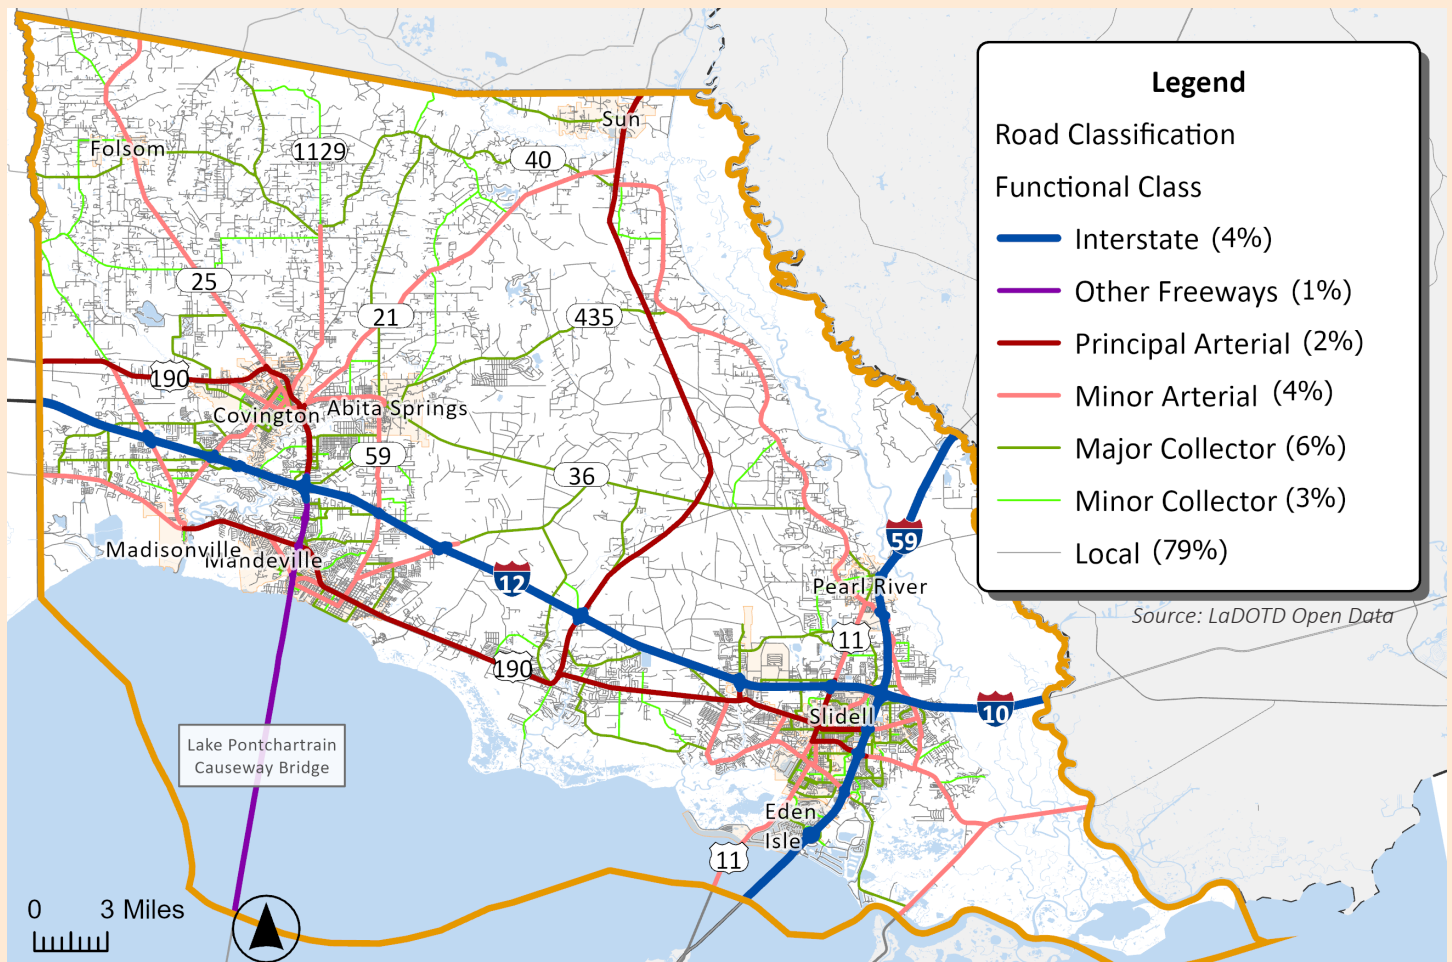 Legend
Road Classification
Functional Class
Interstate (4%)
Other Freeways (1%)
Principal Arterial (2%)
Minor Arterial (4%)
Major Collector (6%)
Minor Collector (3%)
Local (79%)
Source: LaDOTD Open Data
Sun
Folsom
1129
40
25
21
435
190
Covington
Abita Springs
59
36
Madisonville
Mandeville
12
59
Pearl River
11
190
10
Slidell
Lake Pontchartrain
Causeway Bridge
Eden
Isle
11
0 3 Miles